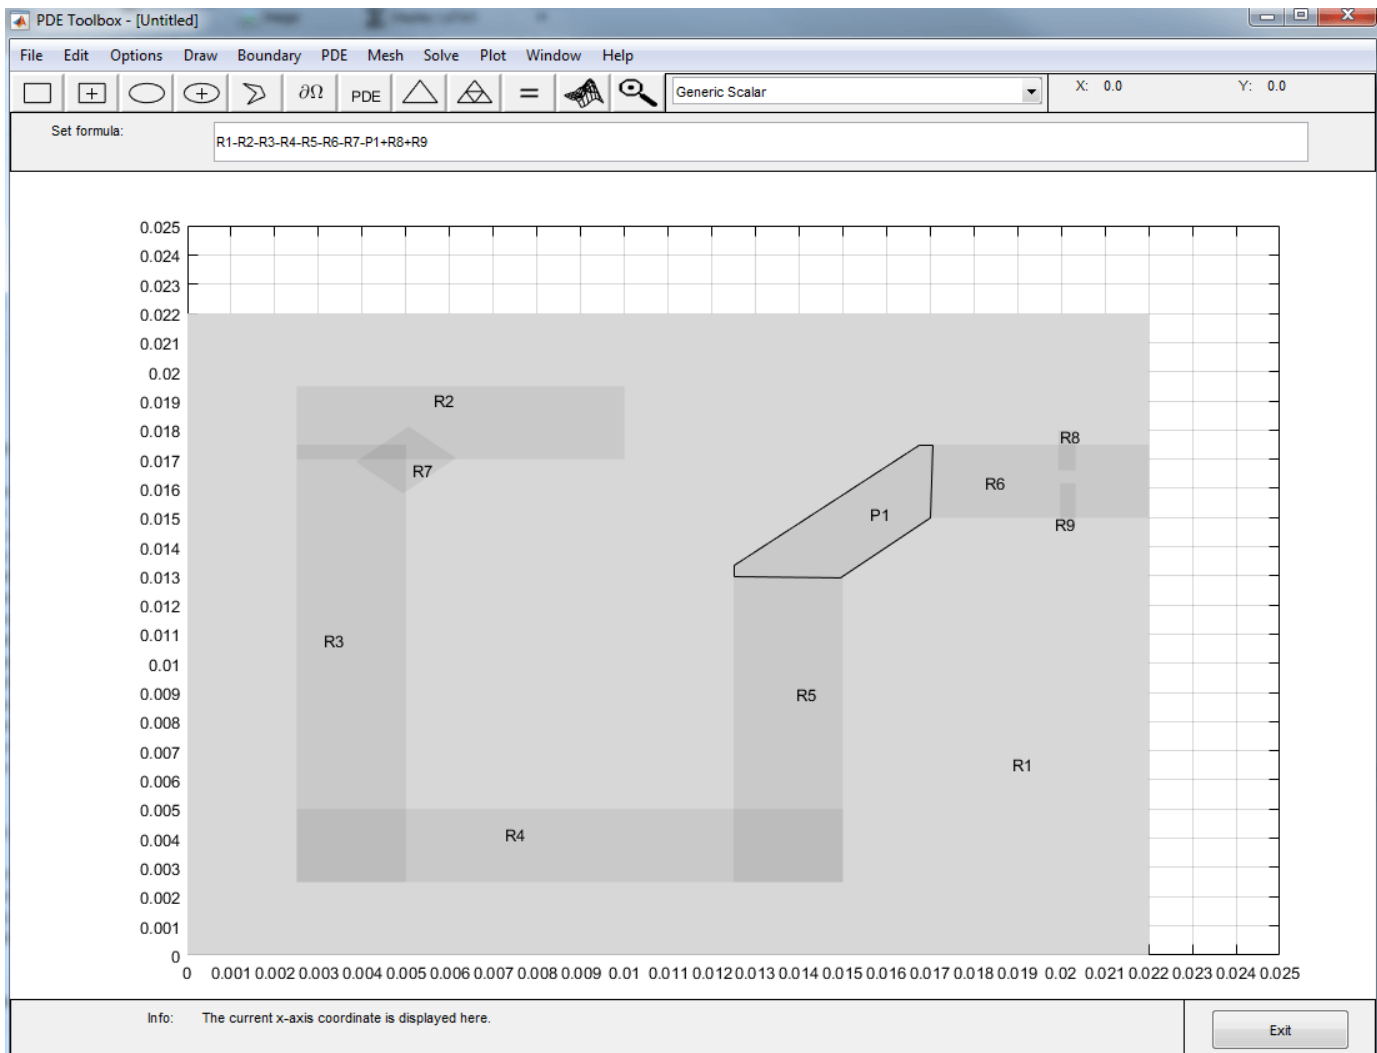 PDE Toolbox - [Untitled]
File Edit Options Draw Boundary PDE Mesh Solve Plot Window Help
∂Ω PDE = Generic Scalar X: 0.0 Y: 0.0
Set formula: R1-R2-R3-R4-R5-R6-R7-P1+R8+R9
0.025
0.024
0.023
0.022
0.021
0.02
0.019
R2
0.018
R8
0.017
R7
0.016
R6
0.015
P1
R9
0.014
0.013
0.012
0.011
R3
0.01
0.009
R5
0.008
0.007
R1
0.006
0.005
0.004
R4
0.003
0.002
0.001
0
0 0.001 0.002 0.003 0.004 0.005 0.006 0.007 0.008 0.009 0.01 0.011 0.012 0.013 0.014 0.015 0.016 0.017 0.018 0.019 0.02 0.021 0.022 0.023 0.024 0.025
Info: The current x-axis coordinate is displayed here.
Exit